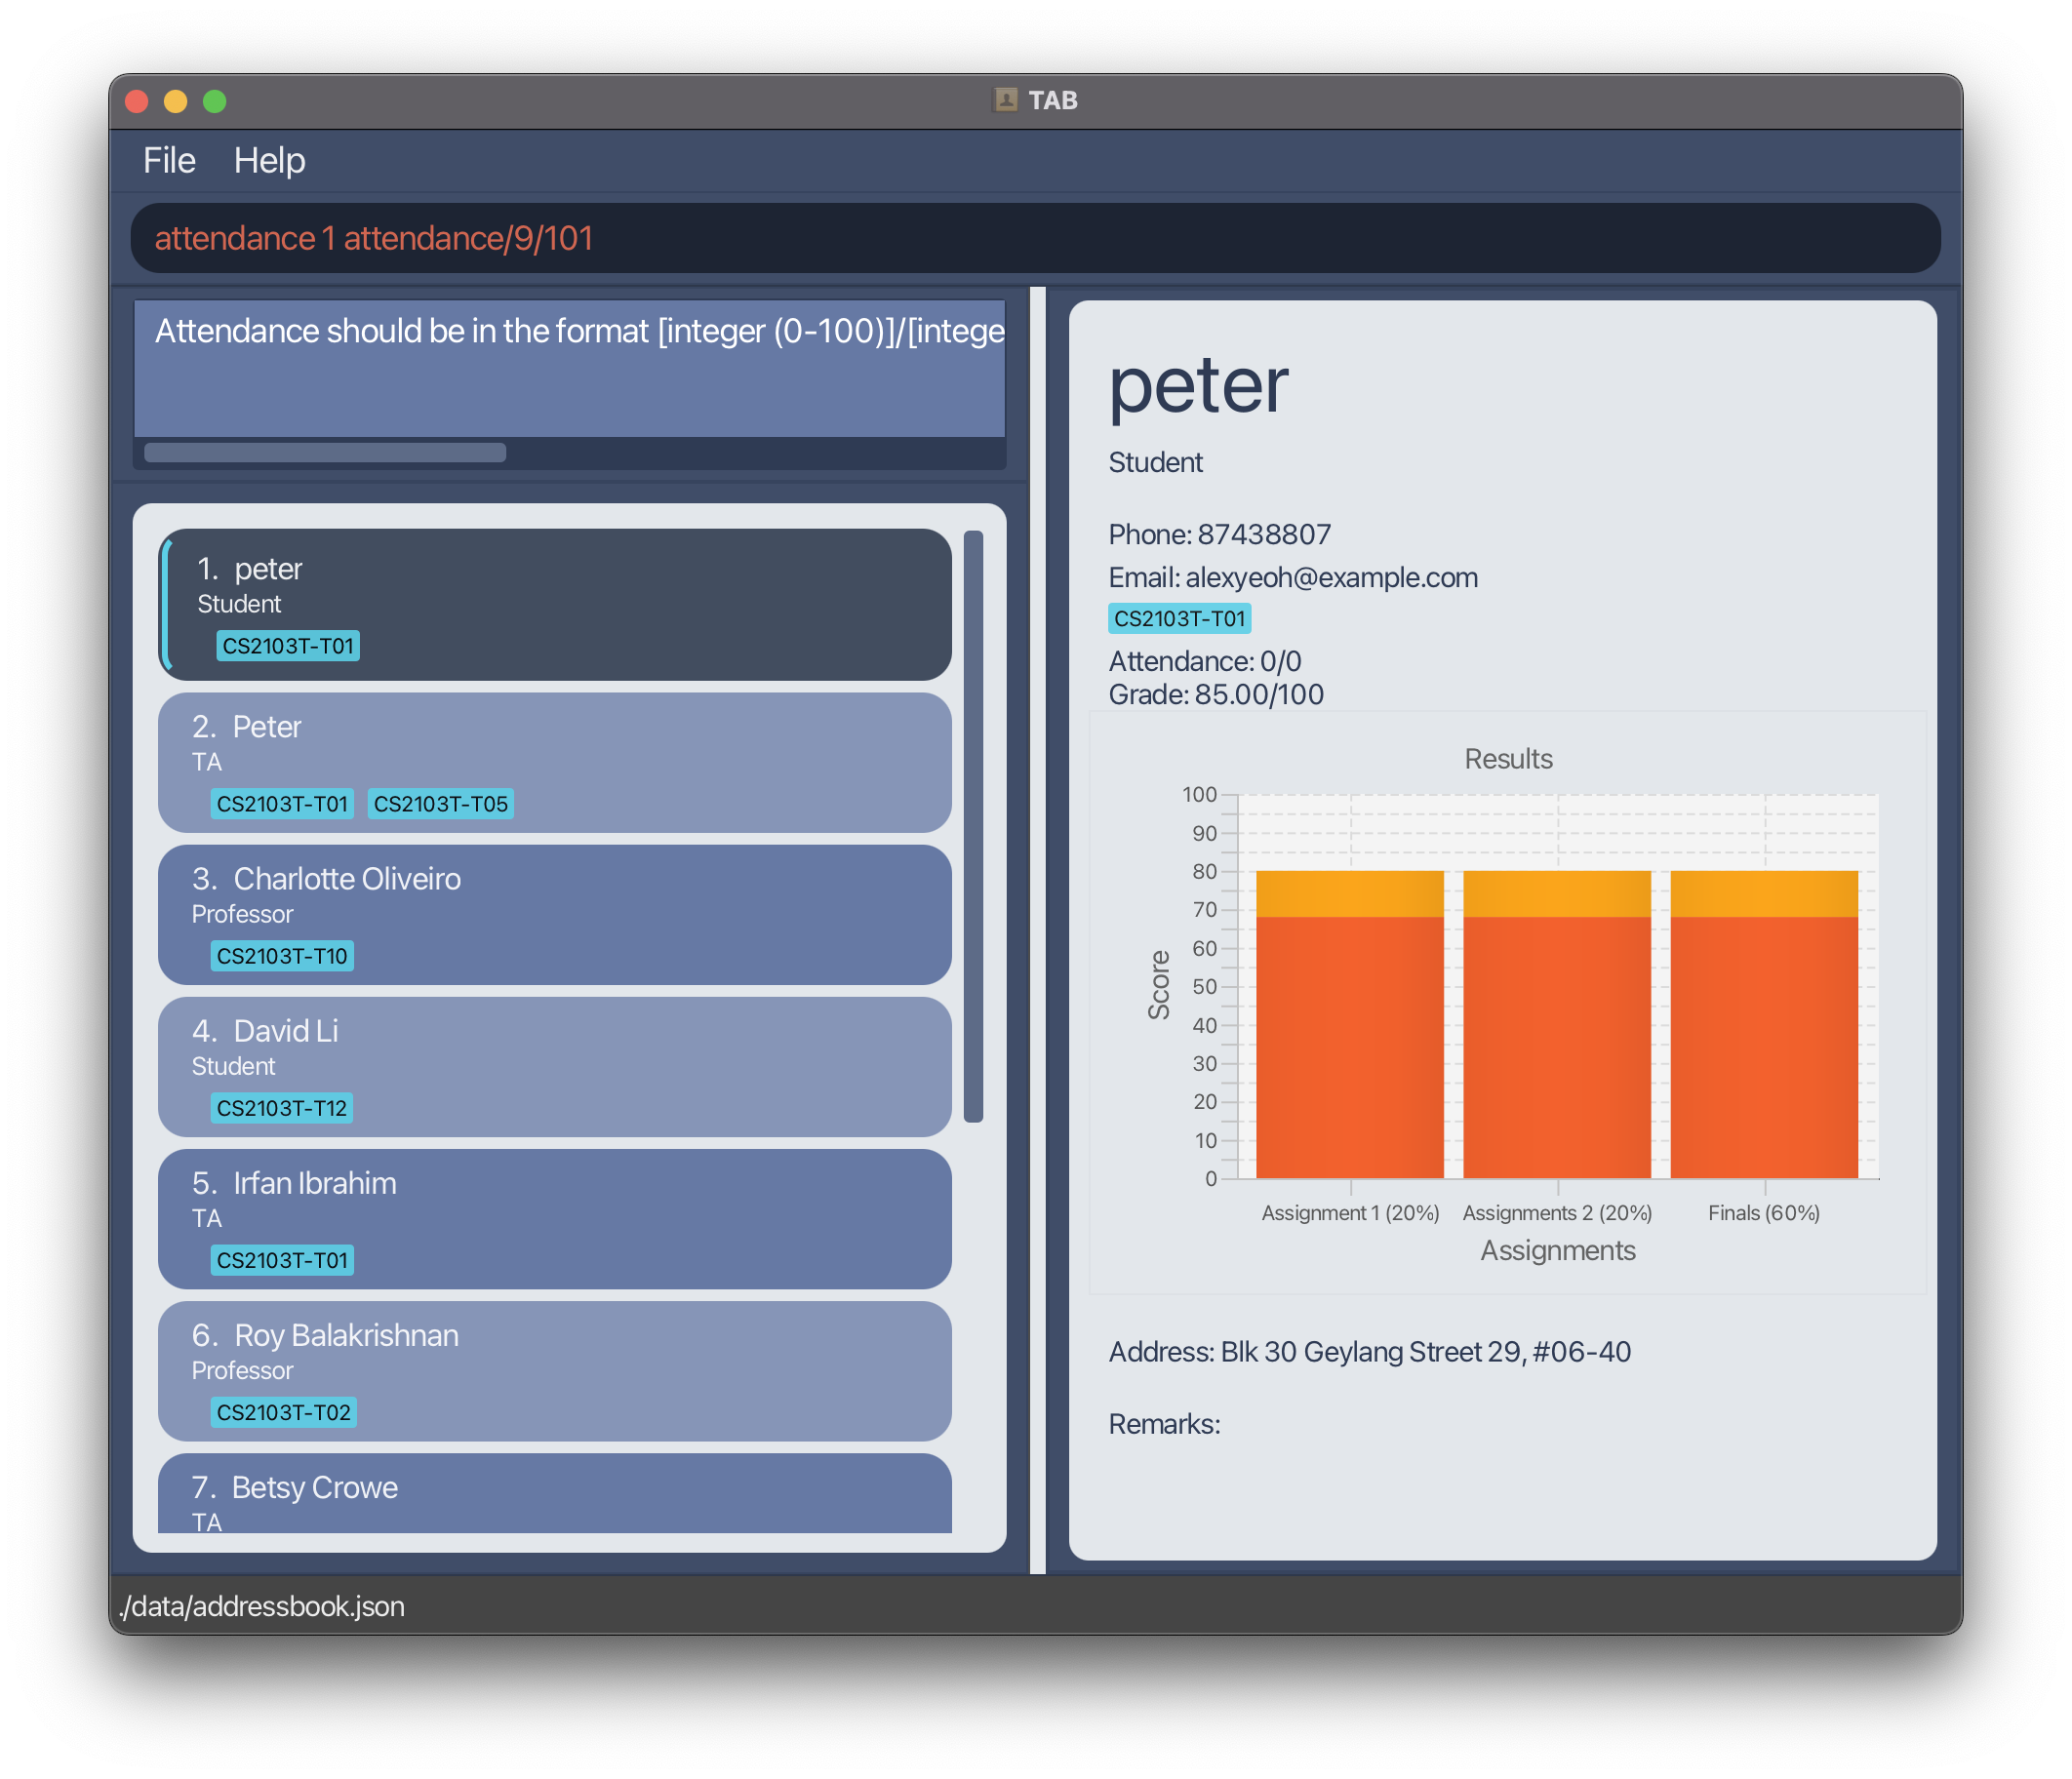 TAB
File Help
attendance 1 attendance/9/101
Attendance should be in the format [integer (0-100)]/[intege
1. peter
Student
CS2103T-T01
2. Peter
TA
CS2103T-T01 CS2103T-T05
3. Charlotte Oliveiro
Professor
CS2103T-T10
4. David Li
Student
CS2103T-T12
5. Irfan Ibrahim
TA
CS2103T-T01
6. Roy Balakrishnan
Professor
CS2103T-T02
7. Betsy Crowe
TA
peter
Student
Phone: 87438807
Email: alexyeoh@example.com
CS2103T-T01
Attendance: 0/0
Grade: 85.00/100
Results
100
90
80
70
60
50
40
30
20
10
0
Score
Assignment 1 (20%) Assignments 2 (20%) Finals (60%)
Assignments
Address: Blk 30 Geylang Street 29, #06-40
Remarks:
./data/addressbook.json